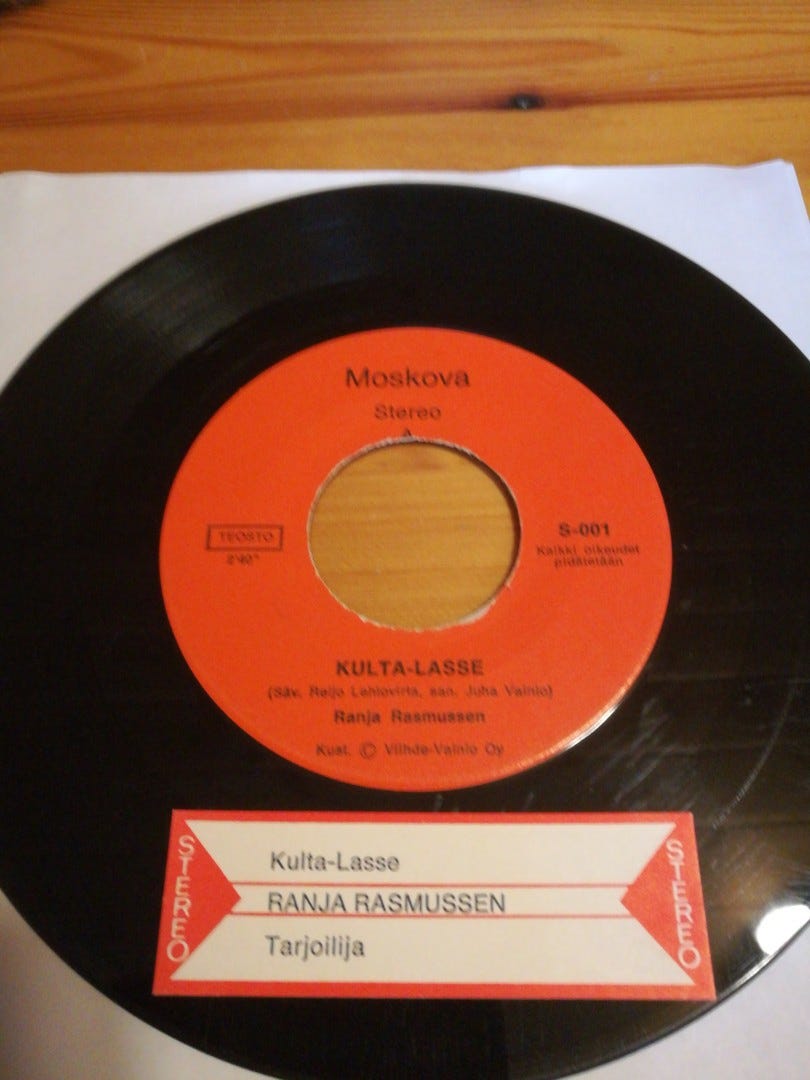 Moskova
Stereo
A
TEOSTO
2'40"
S-001
Kaikki oikeudet
pidätetään
KULTA-LASSE
(Säv. Reijo Lehtovirta, san. Juha Vainio)
Ranja Rasmussen
Kust. © Viihde-Vainio Oy
STEREO
Kulta-Lasse
RANJA RASMUSSEN
Tarjoilija
STEREO